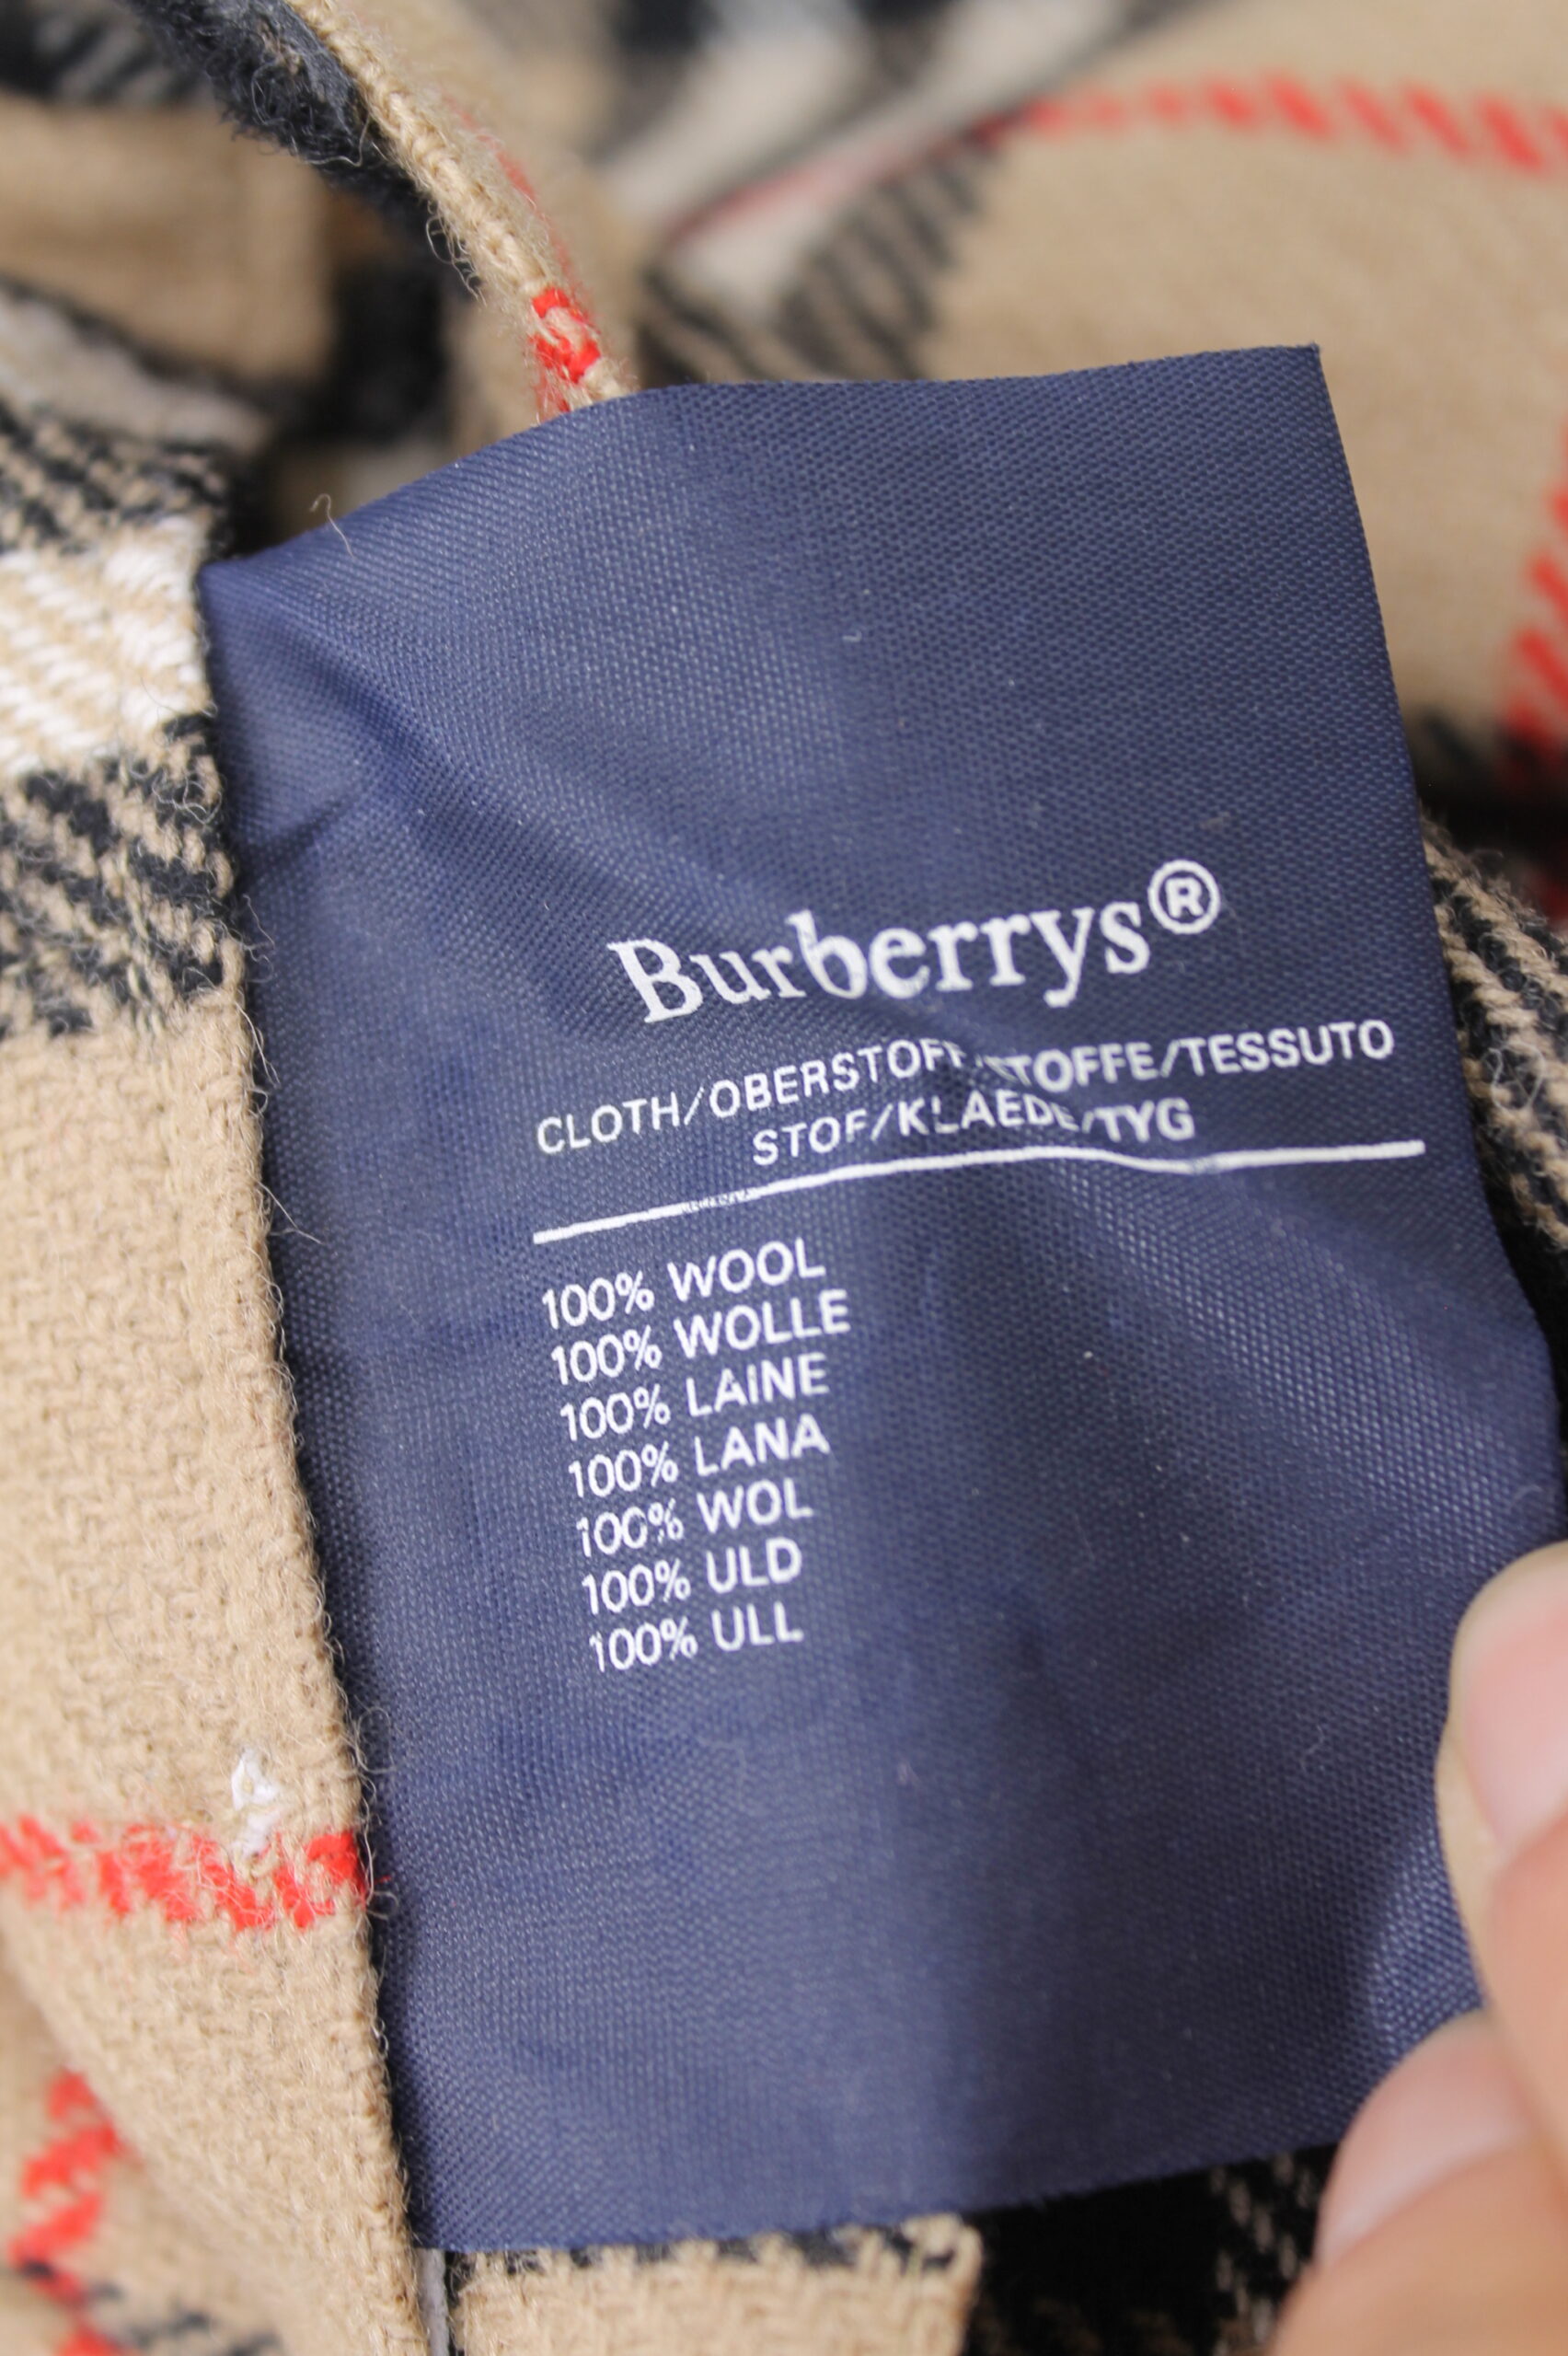 Burberrys®
CLOTH/OBERSTOFF/STOFFE/TESSUTO
STOF/KLAEDE/TYG
100% WOOL
100% WOLLE
100% LAINE
100% LANA
100% WOL
100% ULD
100% ULL